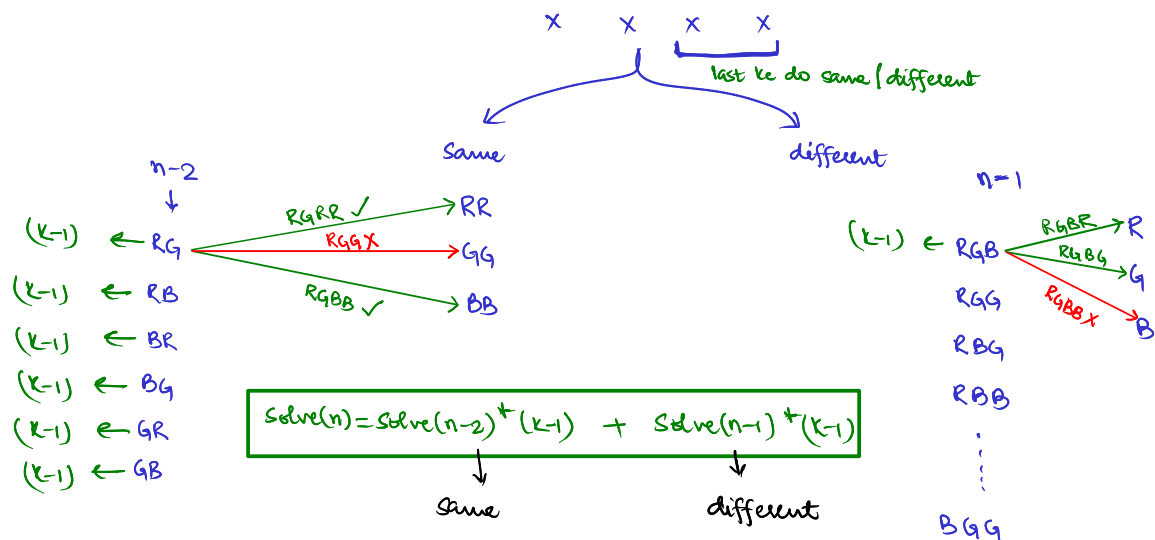 x x x x
last ke do same/different
same
different
n-2
n-1
(k-1) ← RG
RGRR ✓
RR
RGG X
GG
RGBB ✓
BB
(k-1) ← RB
(k-1) ← BR
(k-1) ← BG
(k-1) ← GR
(k-1) ← GB
(k-1) ← RGB
RGBR
R
RGBG
G
RGBB X
B
RGG
RBG
RBB
BGG
Solve(n) = Solve(n-2) * (k-1) + Solve(n-1) * (k-1)
same
different